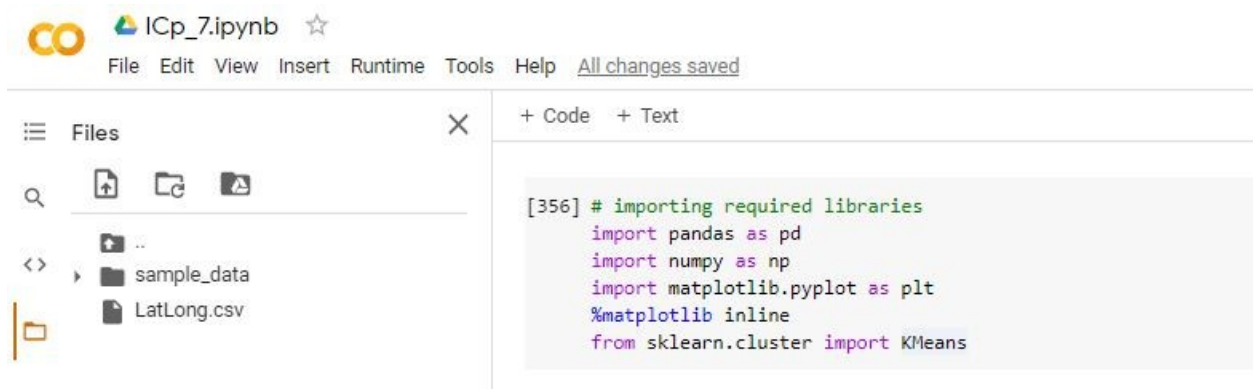 CO
ICp_7.ipynb
File Edit View Insert Runtime Tools Help All changes saved
Files
+ Code + Text
..
sample_data
LatLong.csv
[356] # importing required libraries
import pandas as pd
import numpy as np
import matplotlib.pyplot as plt
%matplotlib inline
from sklearn.cluster import KMeans